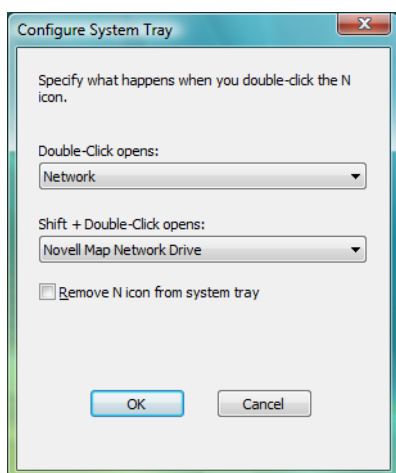 Configure System Tray
Specify what happens when you double-click the N
icon.
Double-Click opens:
Network
Shift + Double-Click opens:
Novell Map Network Drive
Remove N icon from system tray
OK
Cancel